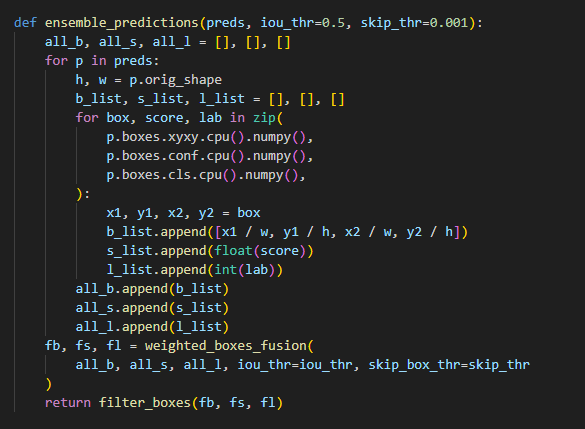 def ensemble_predictions(preds, iou_thr=0.5, skip_thr=0.001):
    all_b, all_s, all_l = [], [], []
    for p in preds:
        h, w = p.orig_shape
        b_list, s_list, l_list = [], [], []
        for box, score, lab in zip(
            p.boxes.xyxy.cpu().numpy(),
            p.boxes.conf.cpu().numpy(),
            p.boxes.cls.cpu().numpy(),
        ):
            x1, y1, x2, y2 = box
            b_list.append([x1 / w, y1 / h, x2 / w, y2 / h])
            s_list.append(float(score))
            l_list.append(int(lab))
        all_b.append(b_list)
        all_s.append(s_list)
        all_l.append(l_list)
    fb, fs, fl = weighted_boxes_fusion(
        all_b, all_s, all_l, iou_thr=iou_thr, skip_box_thr=skip_thr
    )
    return filter_boxes(fb, fs, fl)